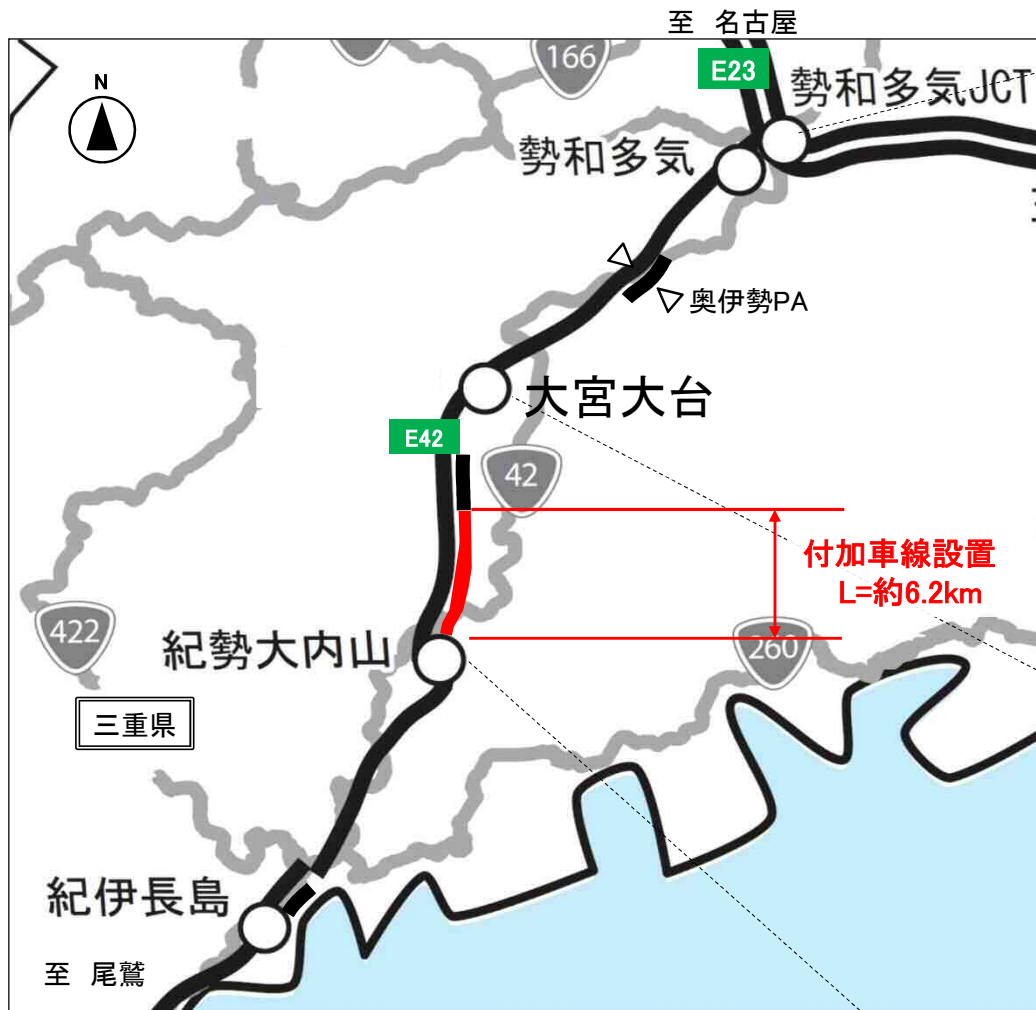 至 名古屋
166
E23
N
勢和多気JCT
勢和多気
奥伊勢PA
大宮大台
E42
42
付加車線設置
L=約6.2km
422
260
紀勢大内山
三重県
紀伊長島
至 尾鷲